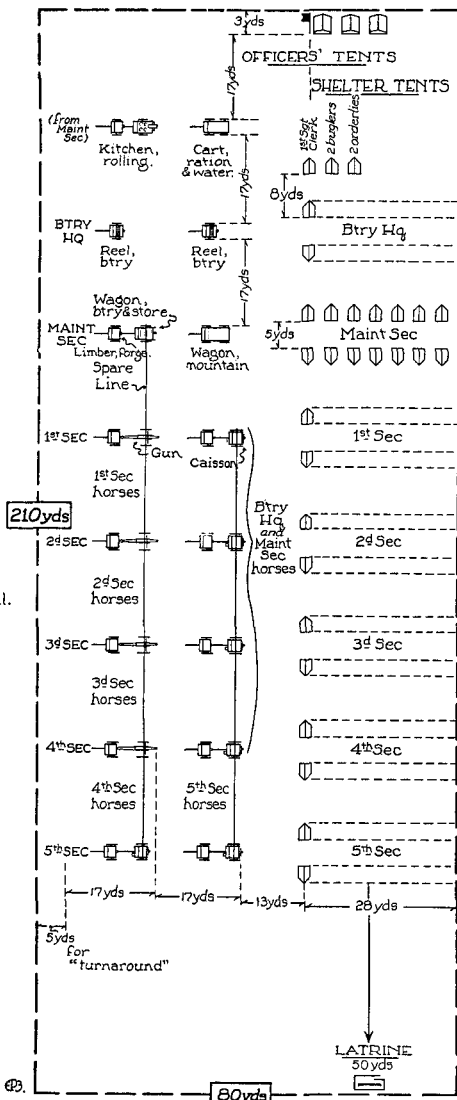 3yds
OFFICERS' TENTS
SHELTER TENTS
17yds
1st Sgt
Clerk
2 buglers
2 orderlies
(from
Maint
Sec)
Kitchen,
rolling.
Cart,
ration
& water.
17yds
8yds
BTRY
HQ
Reel,
btry
Reel,
btry
Btry Hq
17yds
Wagon,
btry & store
MAINT
SEC
Limber, forge.
Spare
Line
Wagon,
mountain
5yds
Maint Sec
1st SEC
Gun
Caisson
1st Sec
1st Sec
horses
210yds
Btry
Hq
and
Maint
Sec
horses
2d SEC
2d Sec
2d Sec
horses
l.
3d SEC
3d Sec
3d Sec
horses
4th SEC
4th Sec
4th Sec
horses
5th Sec
horses
5th SEC
5th Sec
17yds
17yds
13yds
28yds
5yds
for
"turnaround"
LATRINE
50yds
80yds